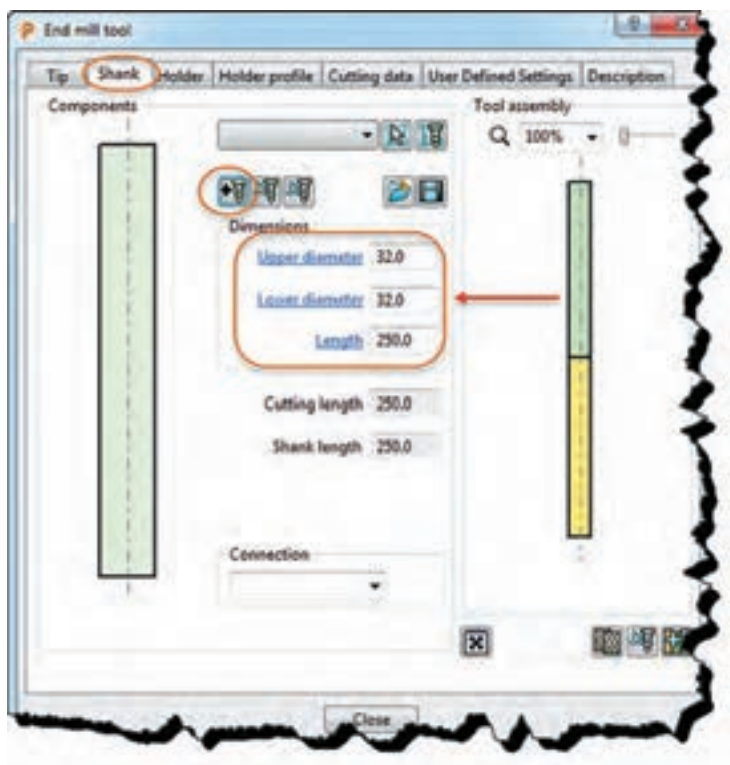 End mill tool
Tip Shank Holder Holder profile Cutting data User Defined Settings Description
Components
Tool assembly
100%
Dimensions
Upper diameter 32.0
Lower diameter 32.0
Length 250.0
Cutting length 250.0
Shank length 250.0
Connection
Close